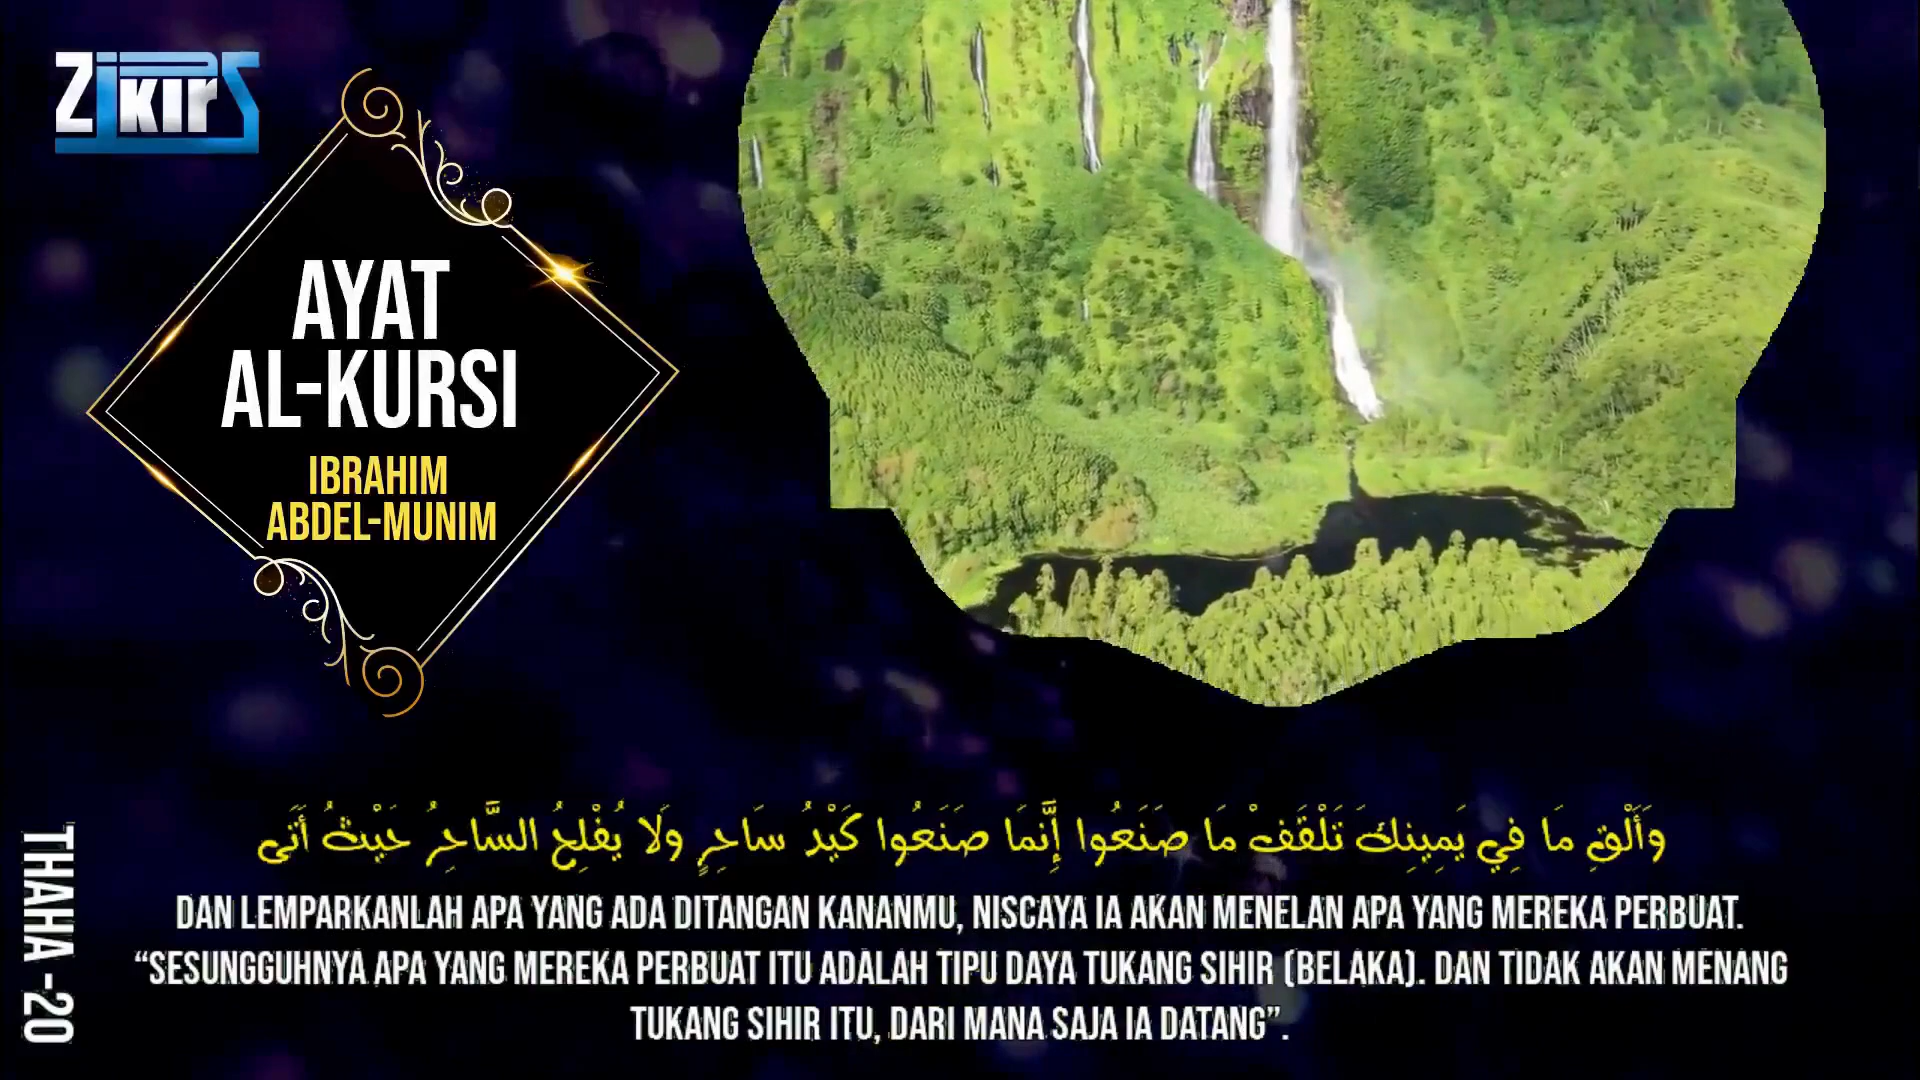 ZikirS
AYAT
AL-KURSI
IBRAHIM
ABDEL-MUNIM
وَأَلْقِ مَا فِي يَمِينِكَ تَلْقَفْ مَا صَنَعُوا إِنَّمَا صَنَعُوا كَيْدُ سَاحِرٍ وَلَا يُفْلِحُ السَّاحِرُ حَيْثُ أَتَى
DAN LEMPARKANLAH APA YANG ADA DITANGAN KANANMU, NISCAYA IA AKAN MENELAN APA YANG MEREKA PERBUAT.
“SESUNGGUHNYA APA YANG MEREKA PERBUAT ITU ADALAH TIPU DAYA TUKANG SIHIR (BELAKA). DAN TIDAK AKAN MENANG
TUKANG SIHIR ITU, DARI MANA SAJA IA DATANG”.
THAHA -20